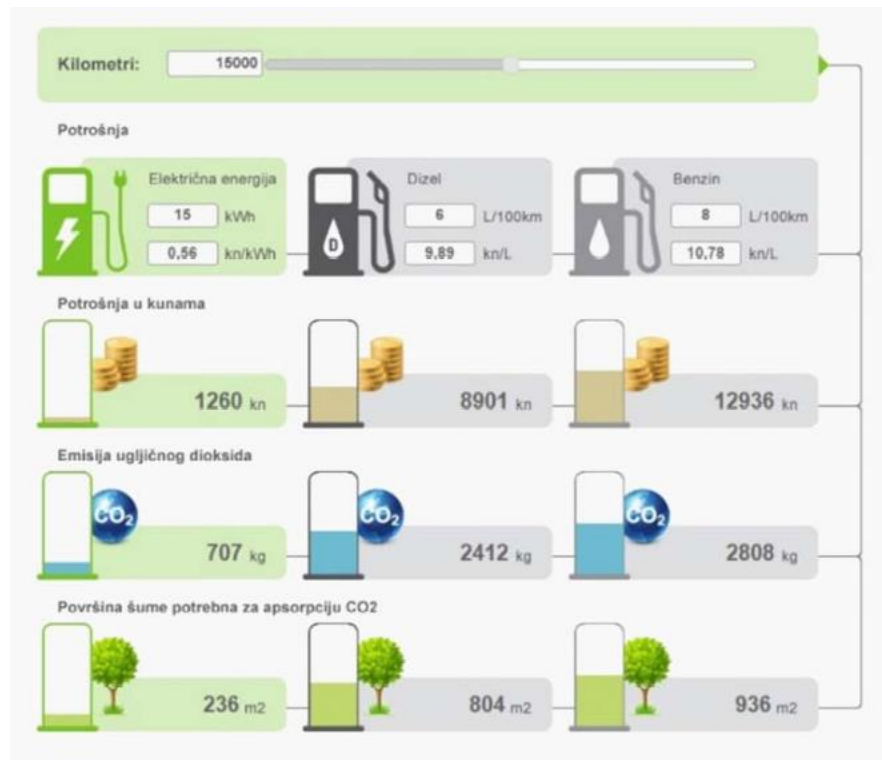 Kilometri: 15000
Potrošnja
Električna energija
15 kWh
0,56 kn/kWh
Dizel
6 L/100km
9,89 kn/L
D
Benzin
8 L/100km
10,78 kn/L
Potrošnja u kunama
1260 kn
8901 kn
12936 kn
Emisija ugljičnog dioksida
CO2
707 kg
CO2
2412 kg
CO2
2808 kg
Površina šume potrebna za apsorpciju CO2
236 m2
804 m2
936 m2